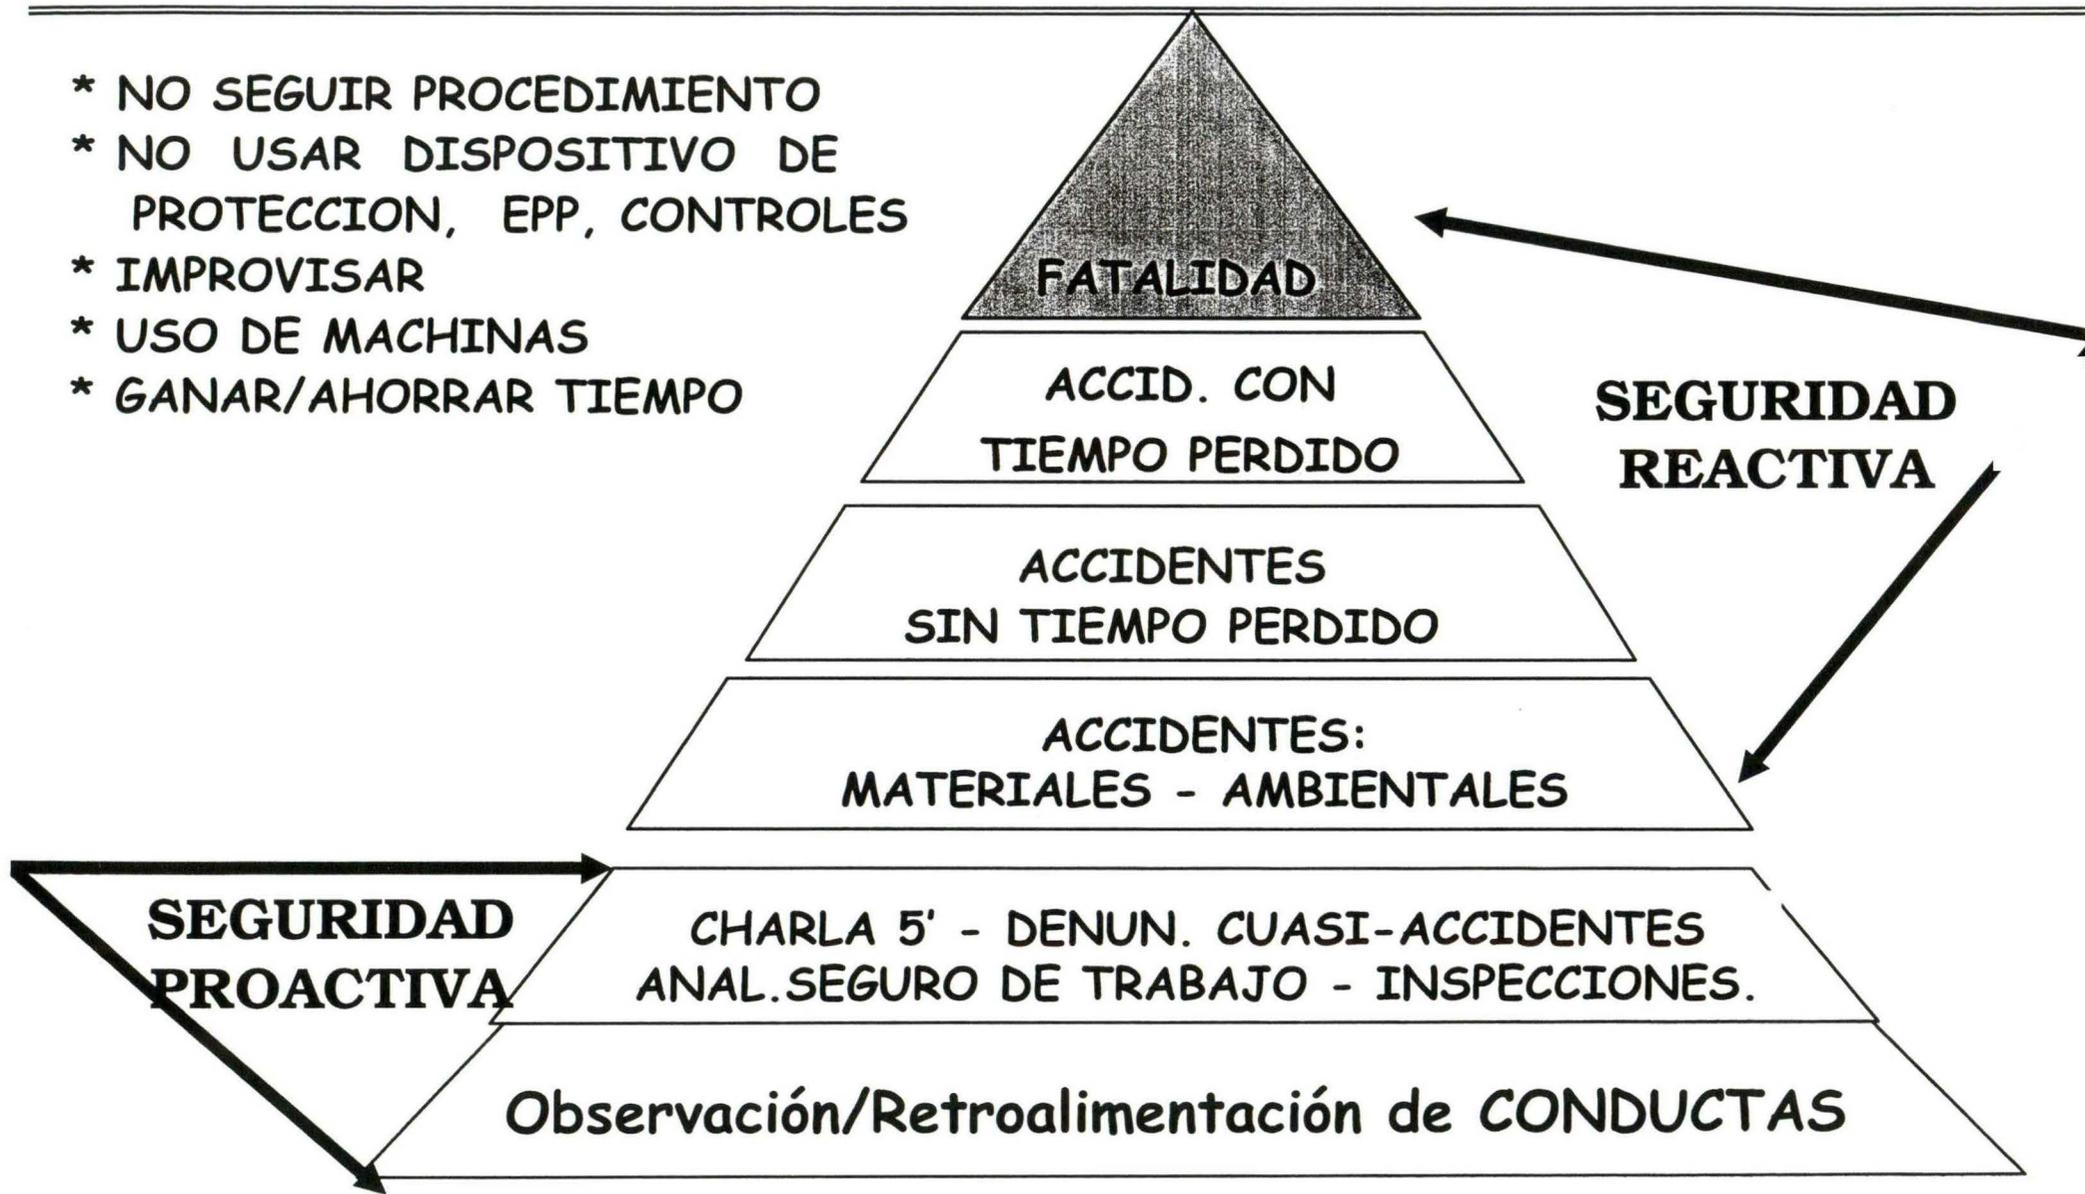 * NO SEGUIR PROCEDIMIENTO
* NO USAR DISPOSITIVO DE
PROTECCION, EPP, CONTROLES
* IMPROVISAR
* USO DE MACHINAS
* GANAR/AHORRAR TIEMPO
FATALIDAD
ACCID. CON
TIEMPO PERDIDO
SEGURIDAD
REACTIVA
ACCIDENTES
SIN TIEMPO PERDIDO
ACCIDENTES:
MATERIALES - AMBIENTALES
SEGURIDAD
PROACTIVA
CHARLA 5' - DENUN. CUASI-ACCIDENTES
ANAL.SEGURO DE TRABAJO - INSPECCIONES.
Observación/Retroalimentación de CONDUCTAS